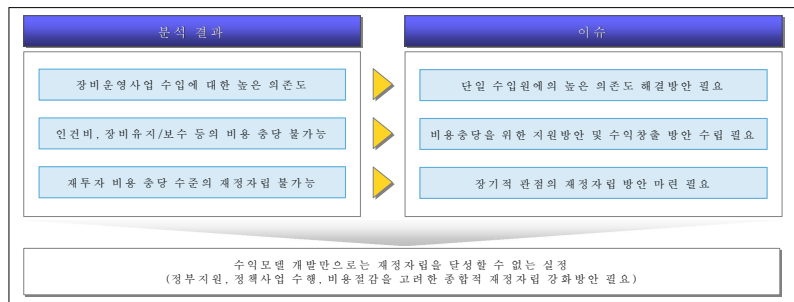 분석 결과
이슈
장비운영사업 수입에 대한 높은 의존도
단일 수입원에의 높은 의존도 해결방안 필요
인건비, 장비유지/보수 등의 비용 충당 불가능
비용충당을 위한 지원방안 및 수익창출 방안 수립 필요
재투자 비용 충당 수준의 재정자립 불가능
장기적 관점의 재정자립 방안 마련 필요
수익모델 개발만으로는 재정자립을 달성할 수 없는 실정
(정부지원, 정책사업 수행, 비용절감을 고려한 종합적 재정자립 강화방안 필요)